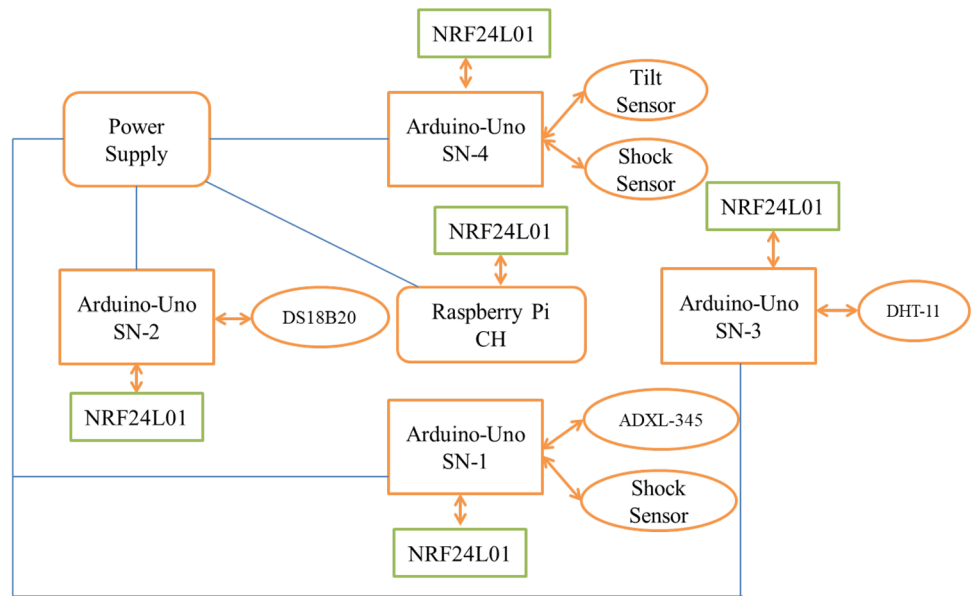 NRF24L01
Tilt
Sensor
Power
Supply
Arduino-Uno
SN-4
Shock
Sensor
NRF24L01
NRF24L01
Arduino-Uno
SN-2
DS18B20
Raspberry Pi
CH
Arduino-Uno
SN-3
DHT-11
NRF24L01
Arduino-Uno
SN-1
ADXL-345
Shock
Sensor
NRF24L01